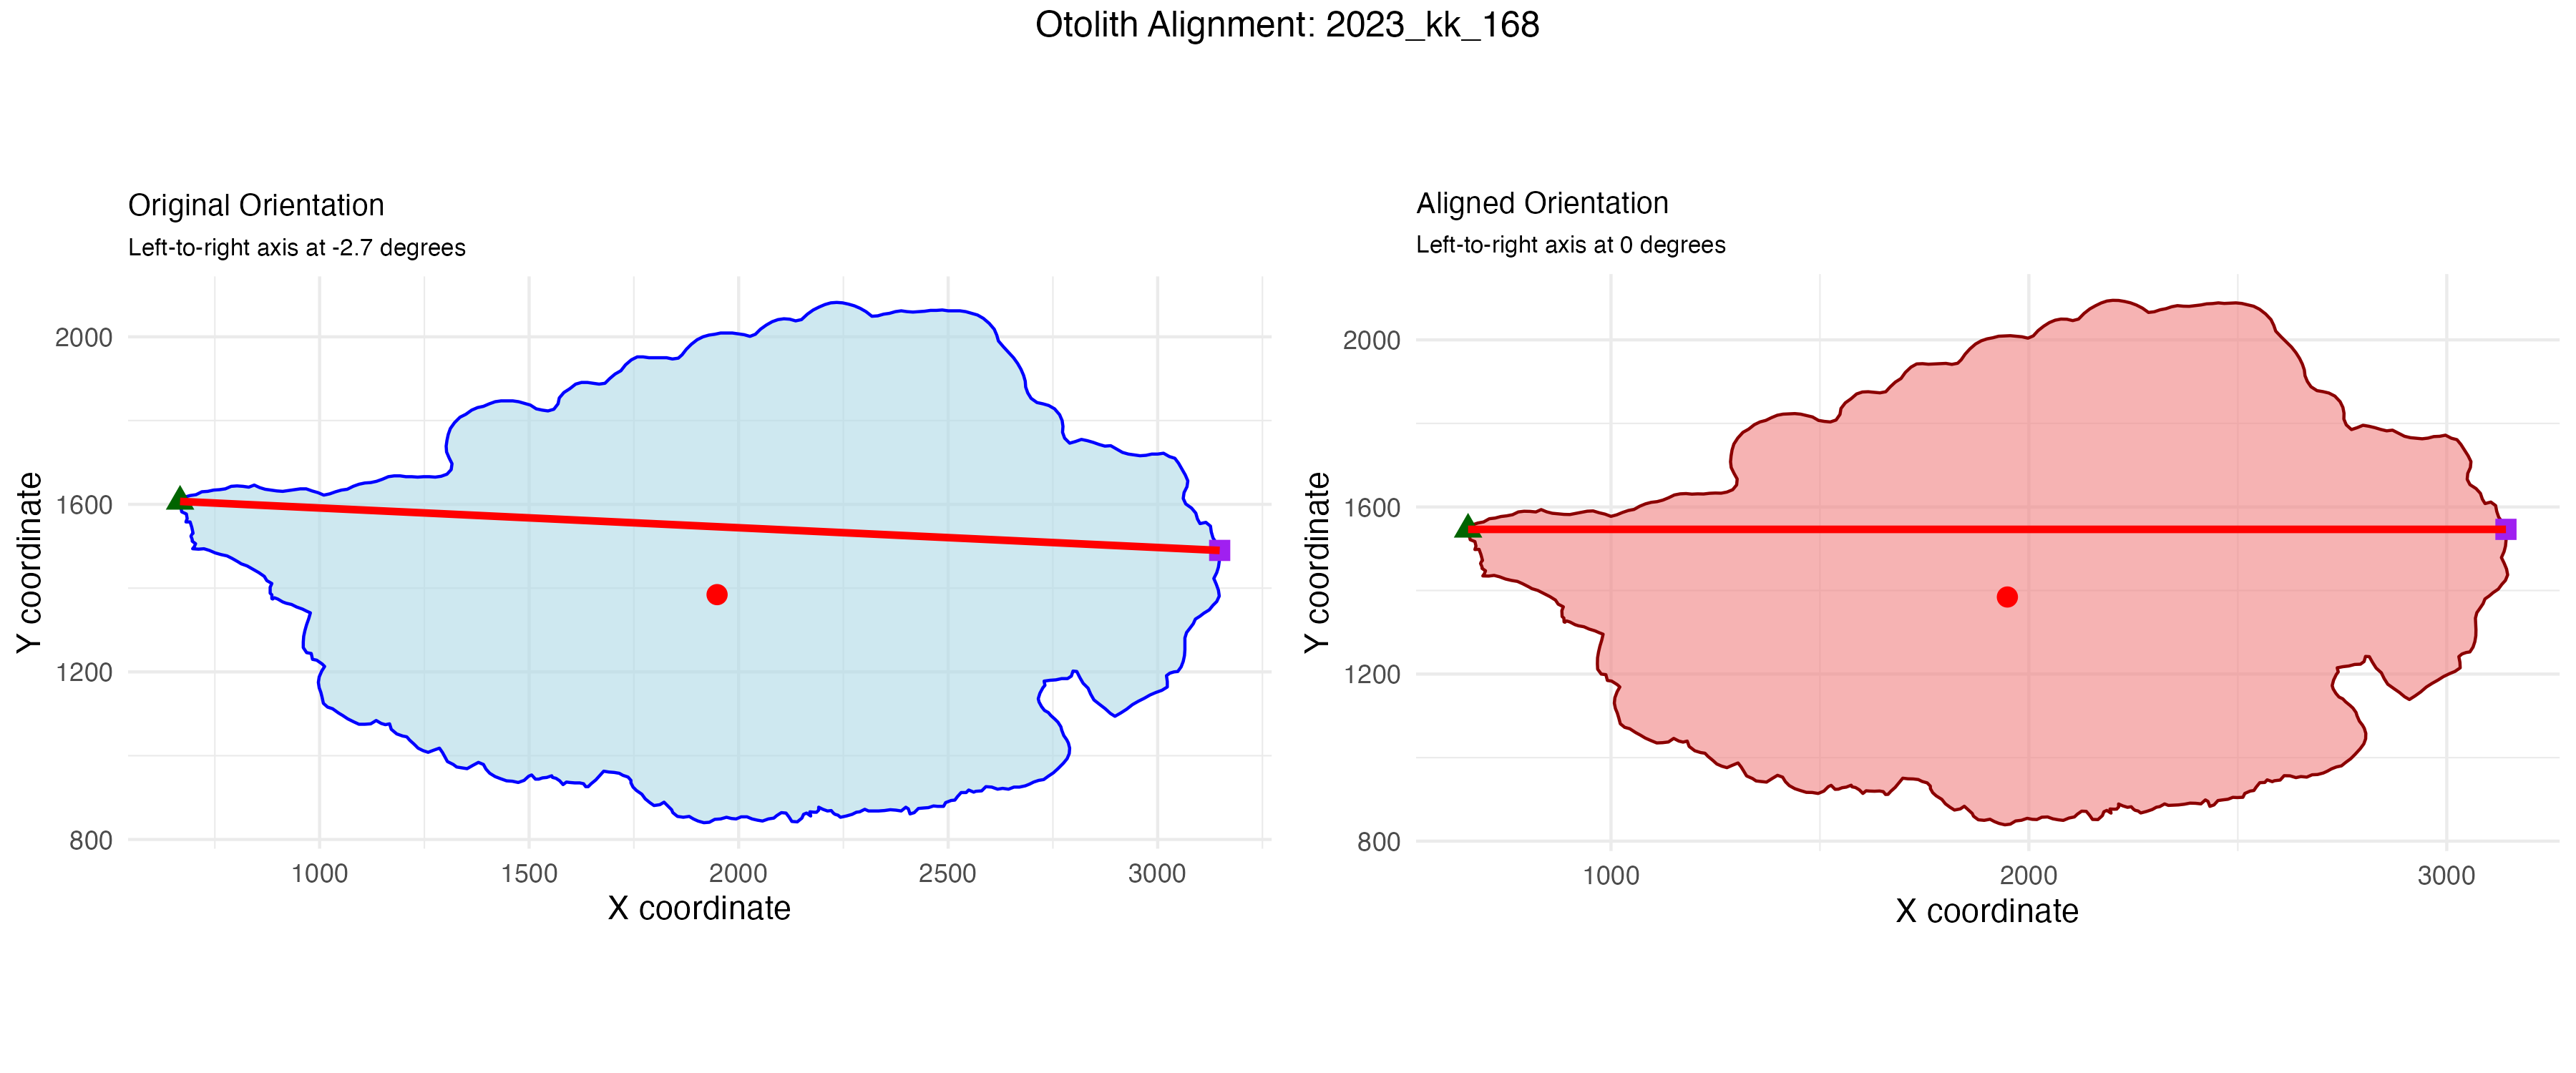 Otolith Alignment: 2023_kk_168
Original Orientation
Left-to-right axis at -2.7 degrees
Y coordinate
2000
1600
1200
800
1000
1500
2000
2500
3000
X coordinate
Aligned Orientation
Left-to-right axis at 0 degrees
Y coordinate
2000
1600
1200
800
1000
2000
3000
X coordinate